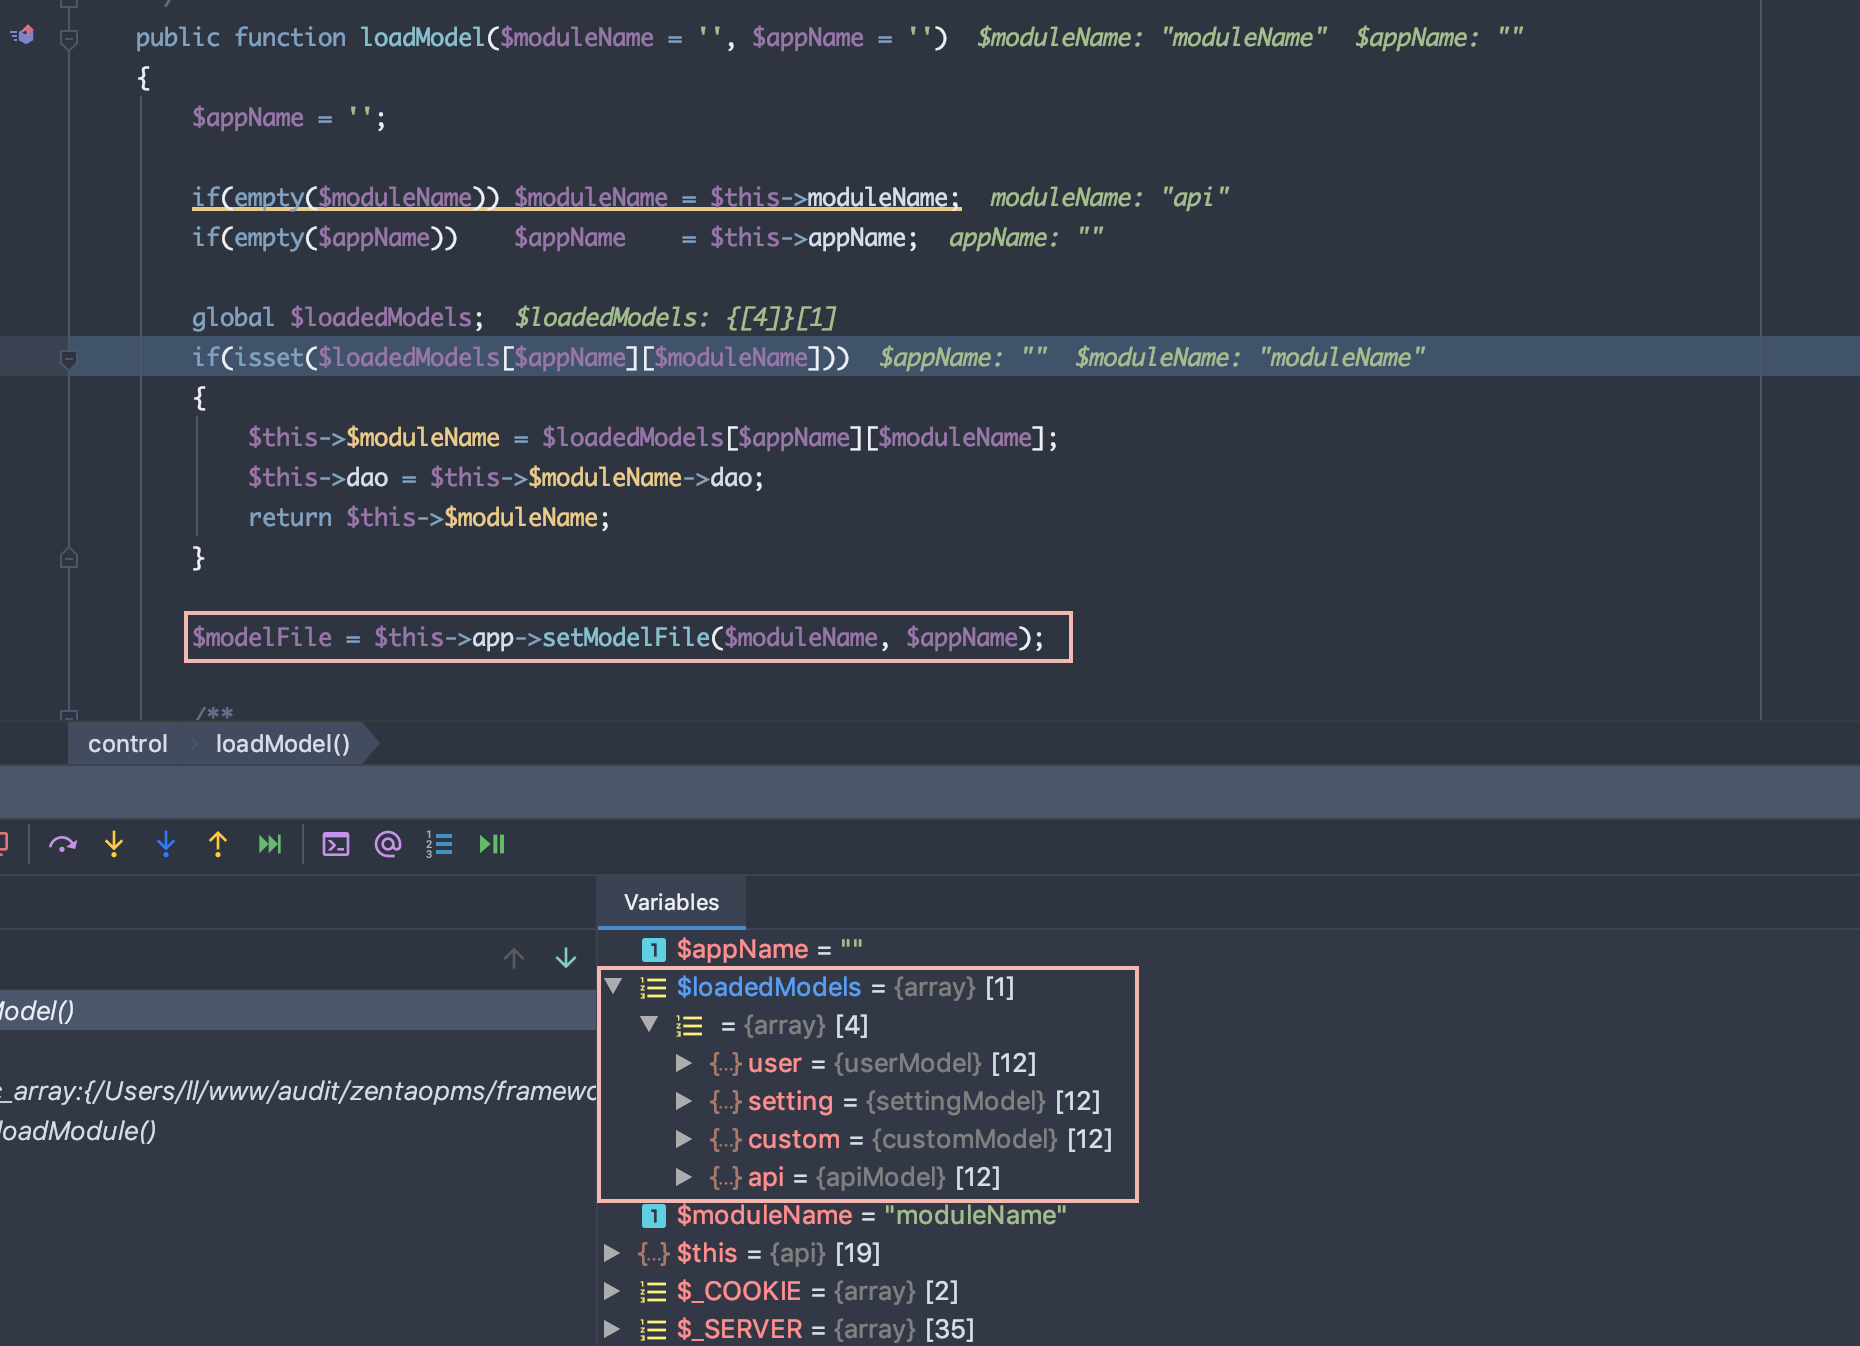 public function loadModel($moduleName = '', $appName = '')  $moduleName: "moduleName"  $appName: ""
{
$appName = '';
if(empty($moduleName)) $moduleName = $this->moduleName;  moduleName: "api"
if(empty($appName))    $appName    = $this->appName;  appName: ""
global $loadedModels;  $loadedModels: {[4]}[1]
if(isset($loadedModels[$appName][$moduleName]))  $appName: ""  $moduleName: "moduleName"
{
$this->$moduleName = $loadedModels[$appName][$moduleName];
$this->dao = $this->$moduleName->dao;
return $this->$moduleName;
}
$modelFile = $this->app->setModelFile($moduleName, $appName);
/**
control › loadModel()
Variables
Model()
c_array:{/Users/ll/www/audit/zentaopms/framewo
loadModule()
$appName = ""
$loadedModels = {array} [1]
= {array} [4]
{...} user = {userModel} [12]
{...} setting = {settingModel} [12]
{...} custom = {customModel} [12]
{...} api = {apiModel} [12]
$moduleName = "moduleName"
{...} $this = {api} [19]
$_COOKIE = {array} [2]
$_SERVER = {array} [35]